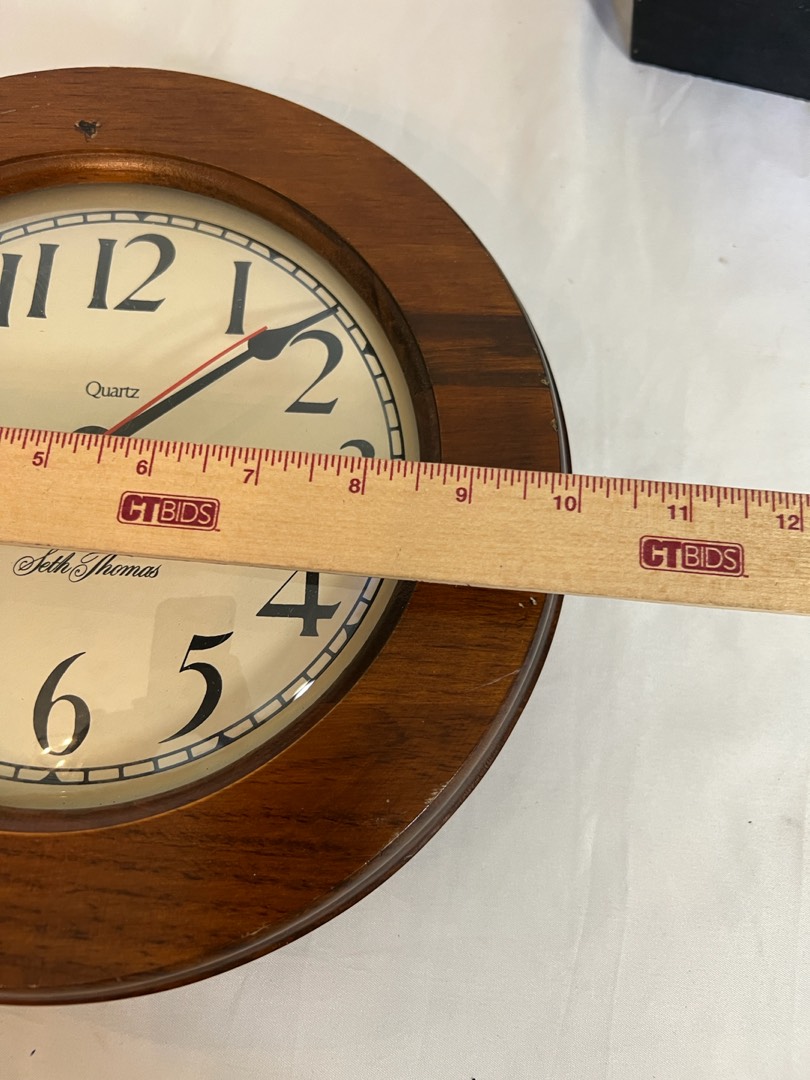 11 12 1
2
Quartz
5 6 7 8 9 10 11 12
CTBIDS
CTBIDS
Seth Thomas
4
5
6